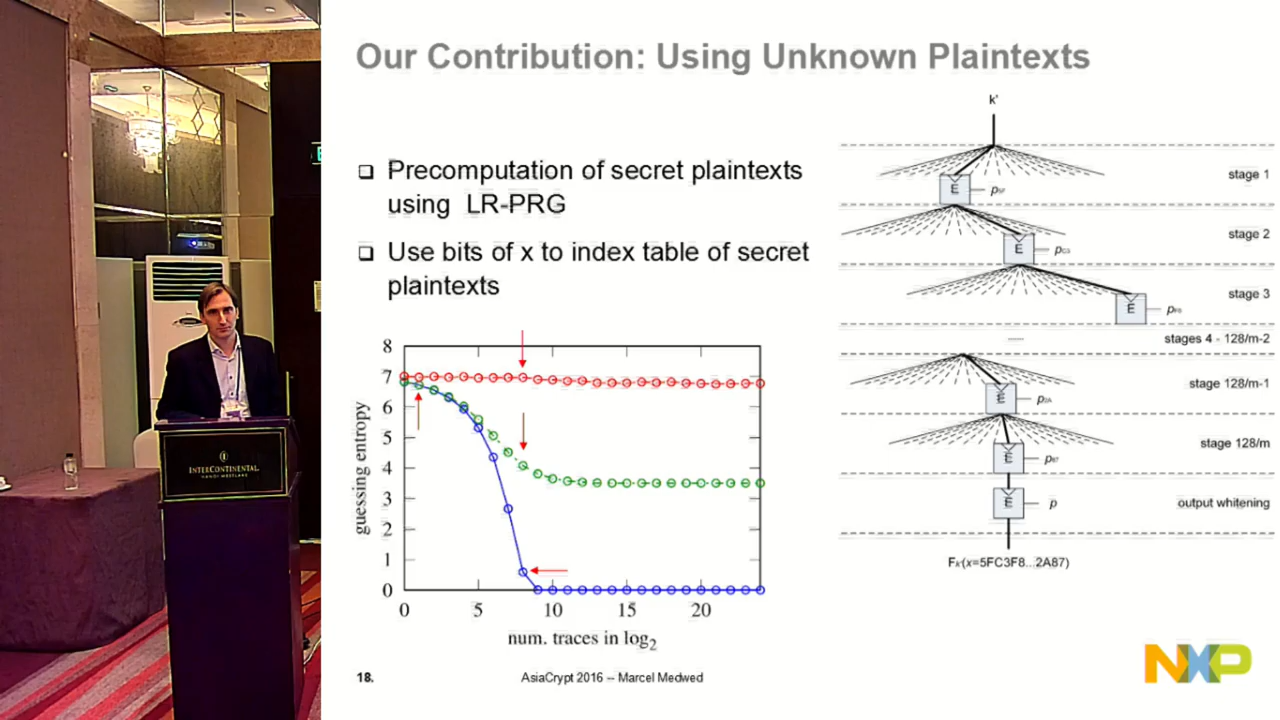 Our Contribution: Using Unknown Plaintexts
❑ Precomputation of secret plaintexts
using LR-PRG
❑ Use bits of x to index table of secret
plaintexts
k'
stage 1
E
stage 2
E
stage 3
E
stages 4 - 128/m-2
stage 128/m-1
E
stage 128/m
E
E
p
output whitening
Fk'(x=5FC3F8...2A87)
8
7
6
5
4
3
2
1
0
guessing entropy
0 5 10 15 20
num. traces in log2
18.
AsiaCrypt 2016 -- Marcel Medwed
NXP
INTERCONTINENTAL
HANOI WESTLAKE